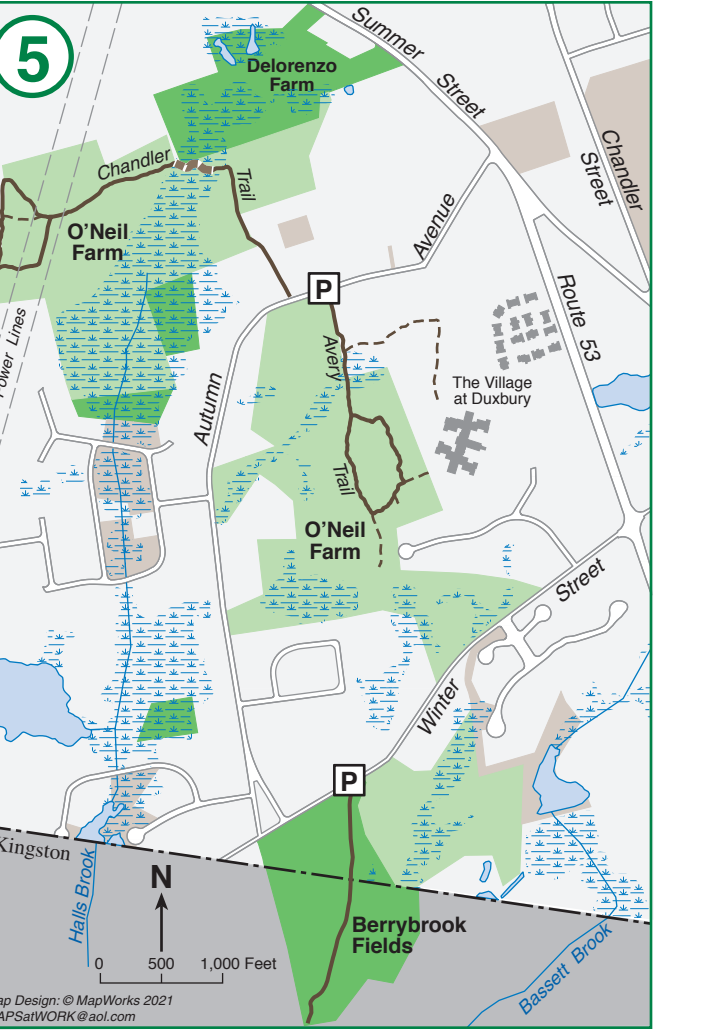 5
Summer
Street
Delorenzo
Farm
Chandler
Street
Chandler
Trail
Avenue
O'Neil
Farm
P
Route 53
Power Lines
Avery
The Village
at Duxbury
Autumn
Trail
O'Neil
Farm
Street
Winter
P
Kingston
Halls Brook
N
Berrybrook
Fields
0 500 1,000 Feet
Bassett Brook
ap Design: © MapWorks 2021
APSatWORK@aol.com